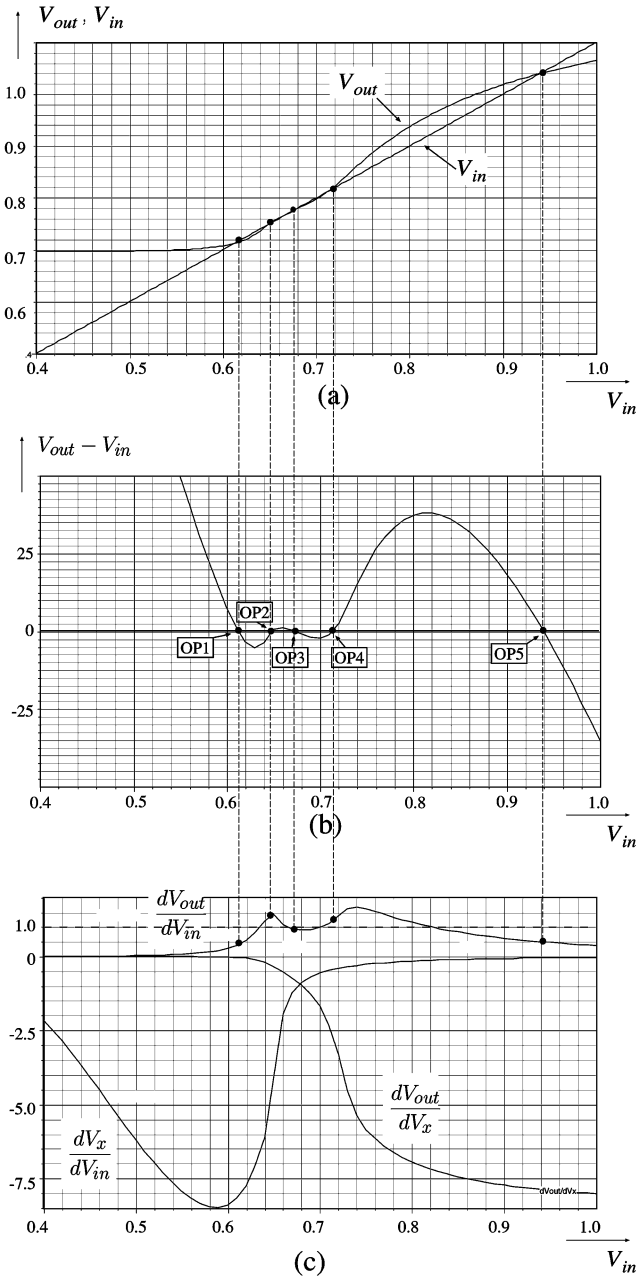 V_out, V_in
1.0
V_out
0.9
V_in
0.8
0.7
0.6
.4
0.4 0.5 0.6 0.7 0.8 0.9 1.0
(a)
V_in
V_out − V_in
25
OP2
0
OP1 OP3 OP4 OP5
-25
0.4 0.5 0.6 0.7 0.8 0.9 1.0
(b)
V_in
dV_out
dV_in
1.0
0
-2.5
dV_out
dV_x
-5.0
dV_x
dV_in
-7.5
dVout/dVx
0.4 0.5 0.6 0.7 0.8 0.9 1.0
(c)
V_in